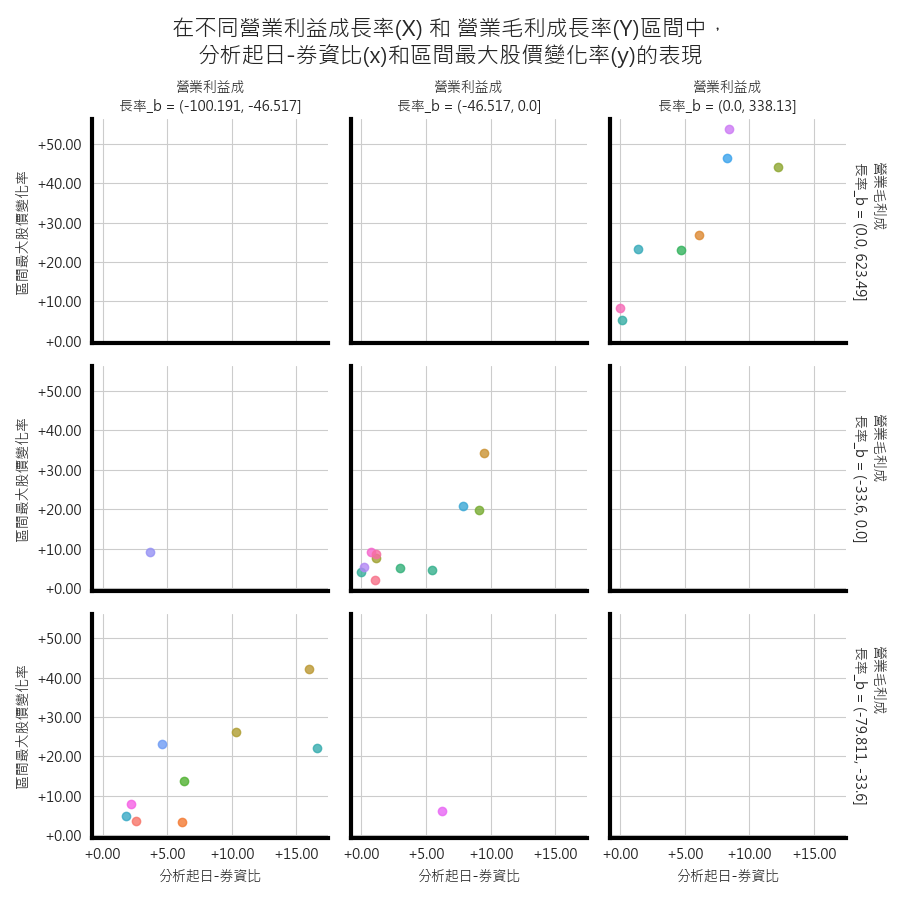 在不同營業利益成長率(X) 和 營業毛利成長率(Y)區間中，
分析起日-券資比(x)和區間最大股價變化率(y)的表現
營業利益成
長率_b = (-100.191, -46.517]
營業利益成
長率_b = (-46.517, 0.0]
營業利益成
長率_b = (0.0, 338.13]
+50.00
+40.00
+30.00
+20.00
+10.00
+0.00
區間最大股價變化率
營業毛利成
長率_b = (0.0, 623.49]
+50.00
+40.00
+30.00
+20.00
+10.00
+0.00
區間最大股價變化率
營業毛利成
長率_b = (-33.6, 0.0]
+50.00
+40.00
+30.00
+20.00
+10.00
+0.00
區間最大股價變化率
營業毛利成
長率_b = (-79.811, -33.6]
+0.00 +5.00 +10.00 +15.00
+0.00 +5.00 +10.00 +15.00
+0.00 +5.00 +10.00 +15.00
分析起日-券資比
分析起日-券資比
分析起日-券資比